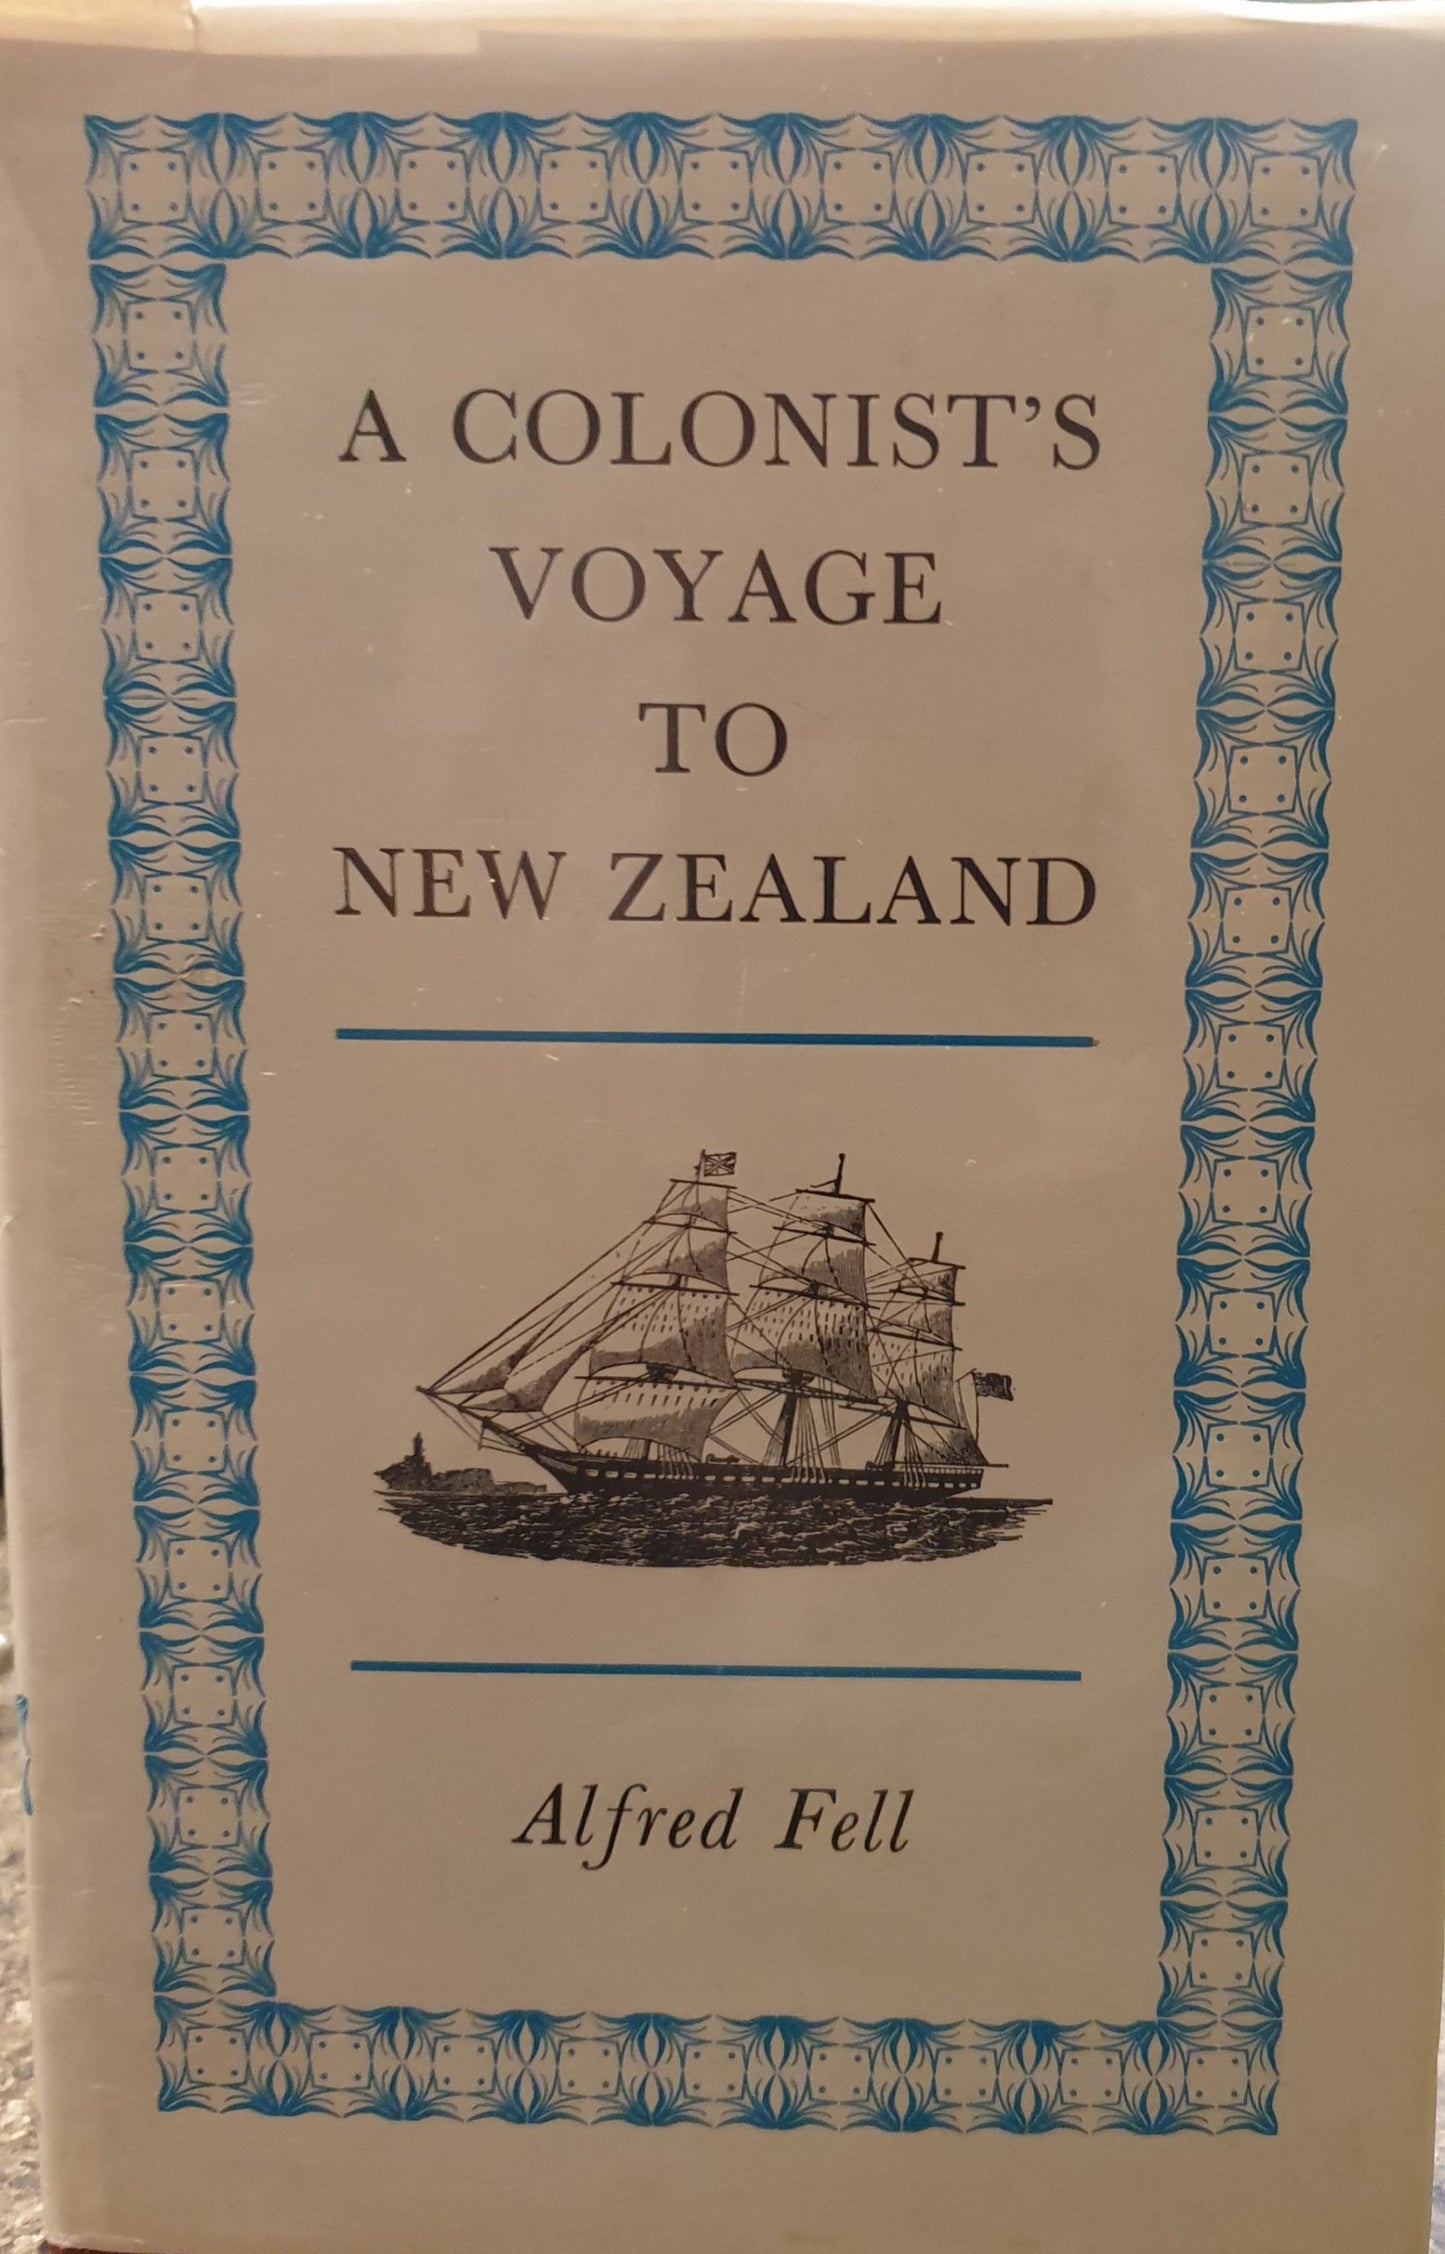 A COLONIST’S
VOYAGE
TO
NEW ZEALAND
Alfred Fell